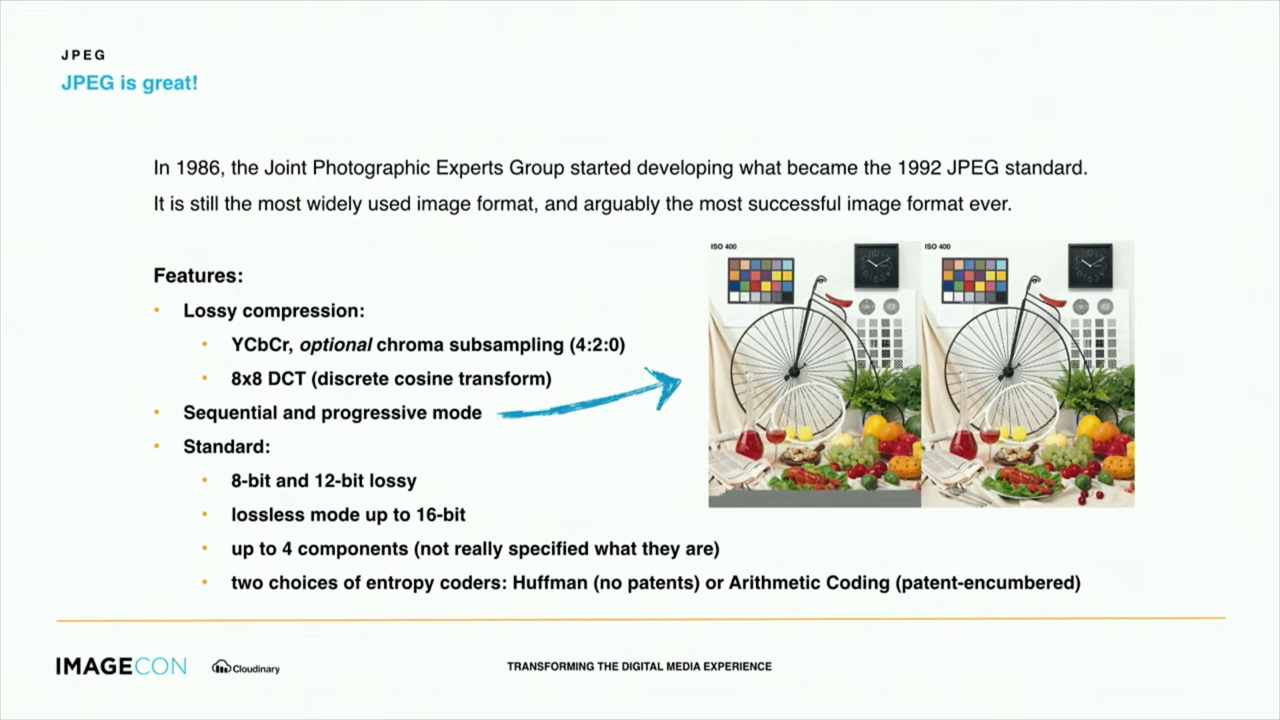 JPEG
JPEG is great!
In 1986, the Joint Photographic Experts Group started developing what became the 1992 JPEG standard.
It is still the most widely used image format, and arguably the most successful image format ever.
ISO 400
ISO 400
Features:
Lossy compression:
YCbCr, optional chroma subsampling (4:2:0)
8x8 DCT (discrete cosine transform)
Sequential and progressive mode
Standard:
8-bit and 12-bit lossy
lossless mode up to 16-bit
up to 4 components (not really specified what they are)
two choices of entropy coders: Huffman (no patents) or Arithmetic Coding (patent-encumbered)
IMAGECON
Cloudinary
TRANSFORMING THE DIGITAL MEDIA EXPERIENCE